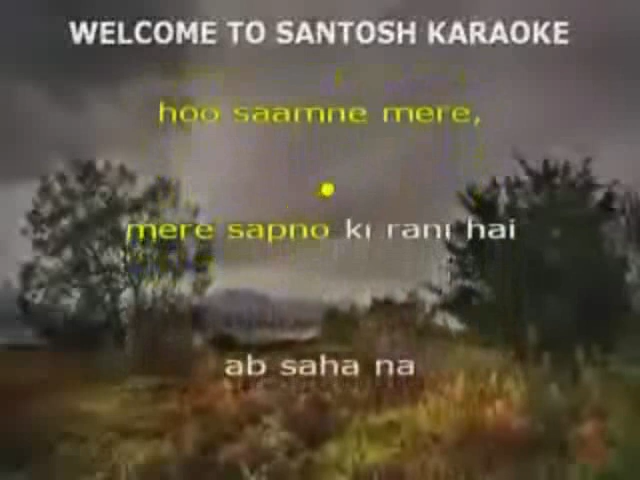 WELCOME TO SANTOSH KARAOKE
hoo saamne mere,
mere sapno ki rani hai
ab saha na